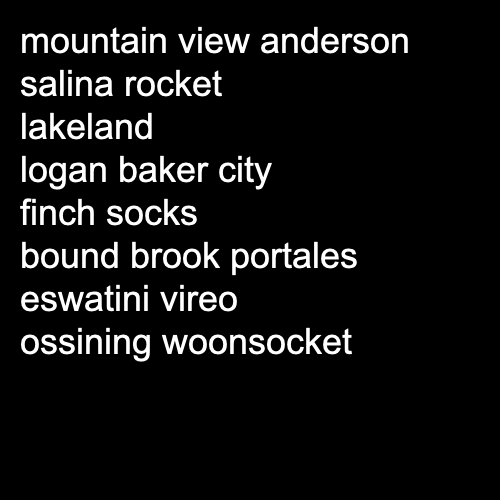 mountain view anderson
salina rocket
lakeland
logan baker city
finch socks
bound brook portales
eswatini vireo
ossining woonsocket